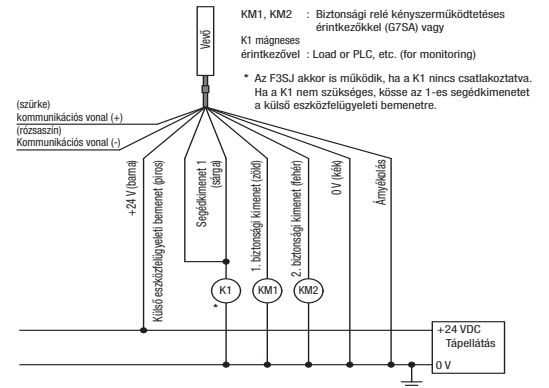 Vevő
KM1, KM2 : Biztonsági relé kényszerműködtetéses
érintkezőkkel (G7SA) vagy
K1 mágneses
érintkezővel : Load or PLC, etc. (for monitoring)
* Az F3SJ akkor is működik, ha a K1 nincs csatlakoztatva.
Ha a K1 nem szükséges, kösse az 1-es segédkimenetet
a külső eszközfelügyeleti bemenetre.
(szürke)
kommunikációs vonal (+)
(rózsaszín)
Kommunikációs vonal (-)
+24 V (barna)
Külső eszközfelügyeleti bemenet (piros)
Segédkimenet 1
(sárga)
1. biztonsági kimenet (zöld)
2. biztonsági kimenet (fehér)
0 V (kék)
Árnyékolás
K1
*
KM1
KM2
+24 VDC
Tápellátás
0 V